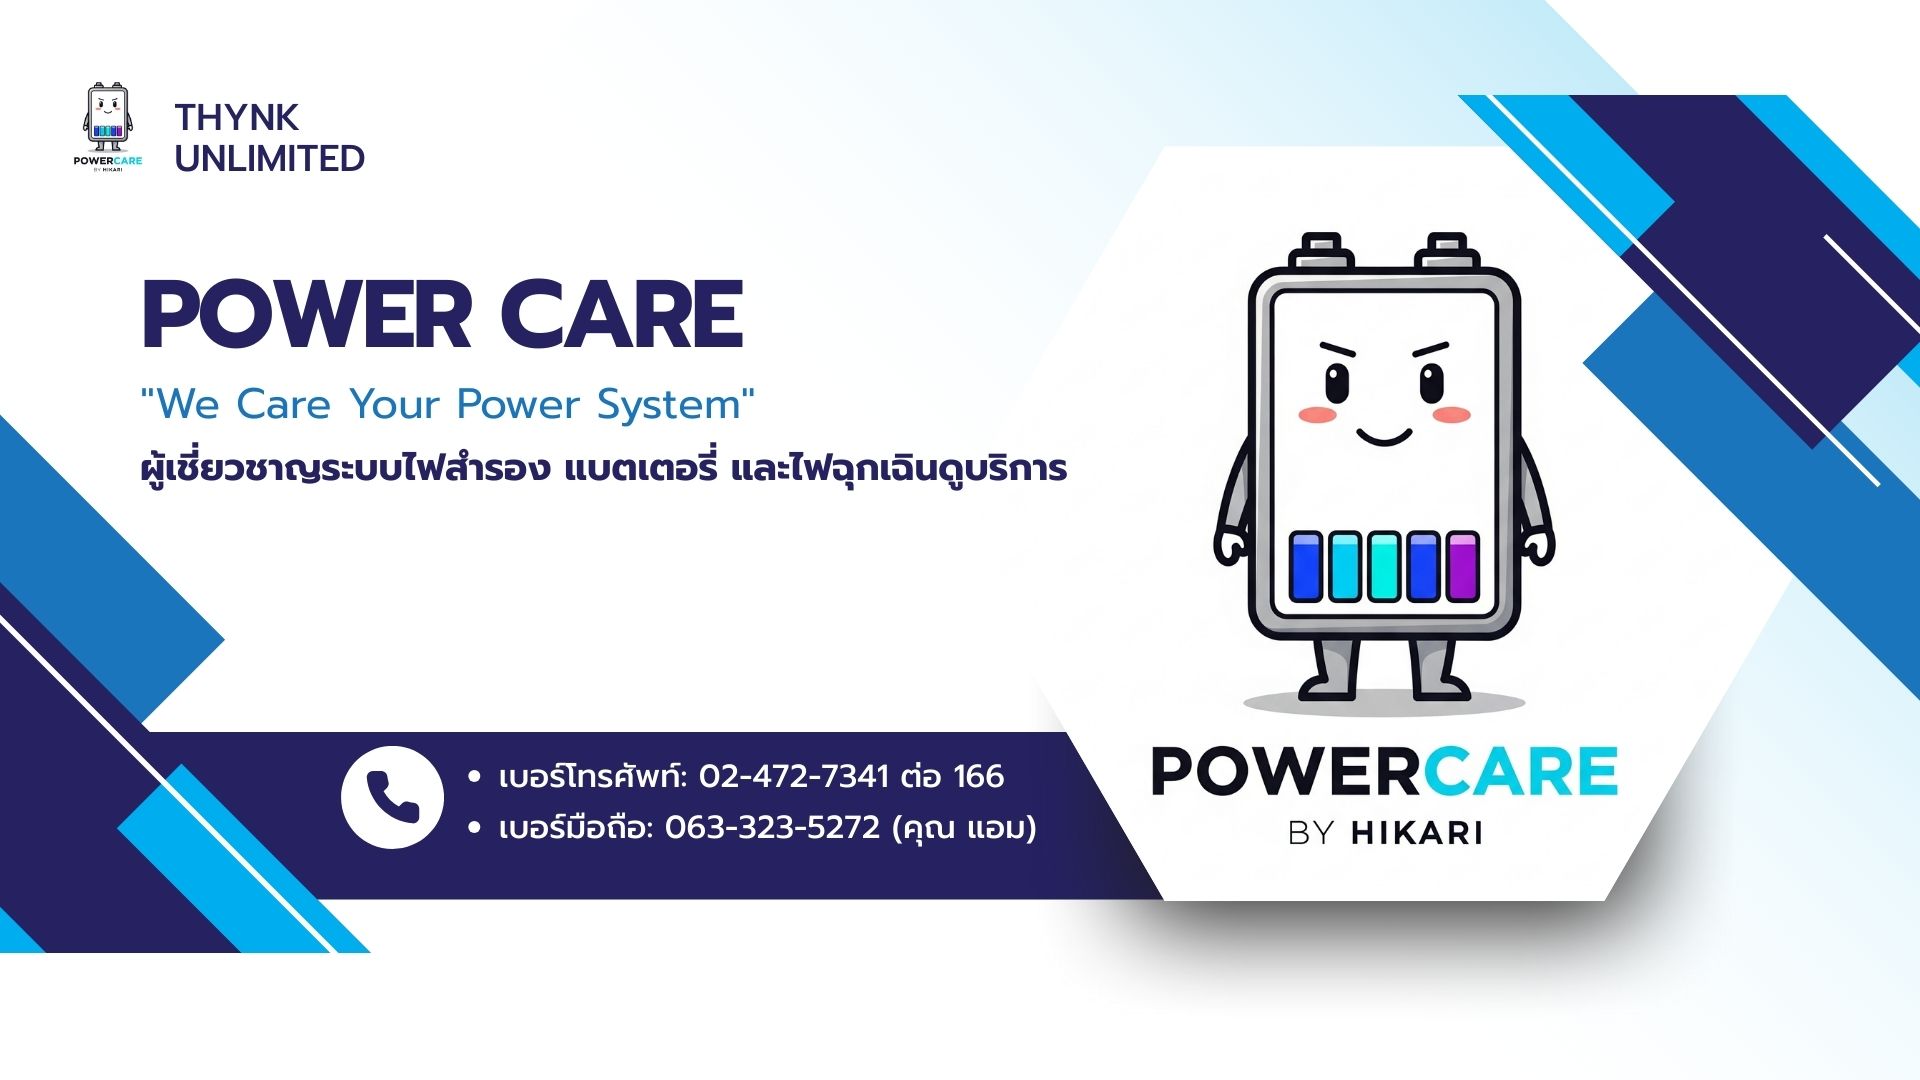 POWERCARE
BY HIKARI
THYNK
UNLIMITED
POWER CARE
"We Care Your Power System"
ผู้เชี่ยวชาญระบบไฟสำรอง แบตเตอรี่ และไฟฉุกเฉินดูบริการ
• เบอร์โทรศัพท์: 02-472-7341 ต่อ 166
• เบอร์มือถือ: 063-323-5272 (คุณ แอม)
POWERCARE
BY HIKARI